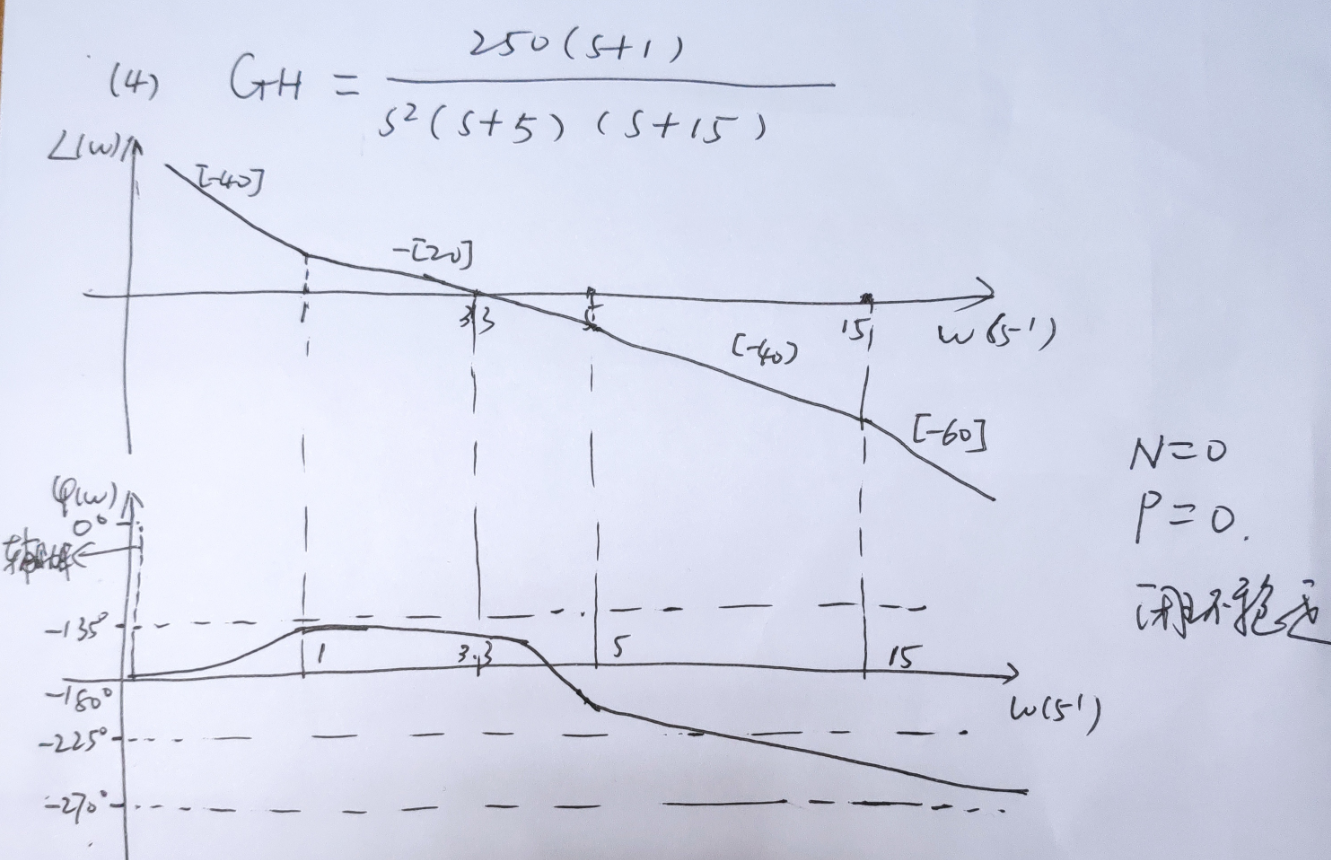 (4) GH = 250(s+1)
s²(s+5)(s+15)
L(ω)
[-40]
-[20]
1
3.3
5
15
ω(s⁻¹)
[-40)
[-60]
N=0
P=0.
φ(ω)
0°
-135°
1
3.3
5
15
-180°
ω(s⁻¹)
-225°
-270°